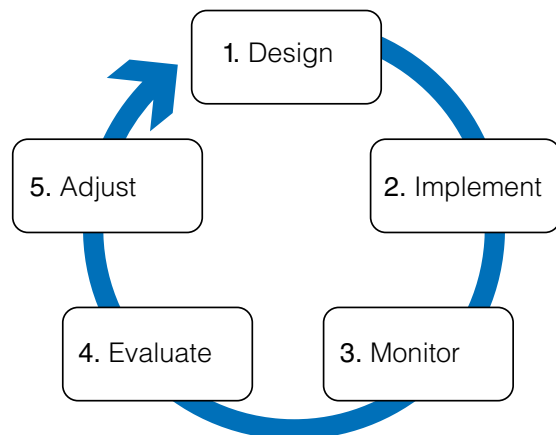 1. Design
2. Implement
3. Monitor
4. Evaluate
5. Adjust